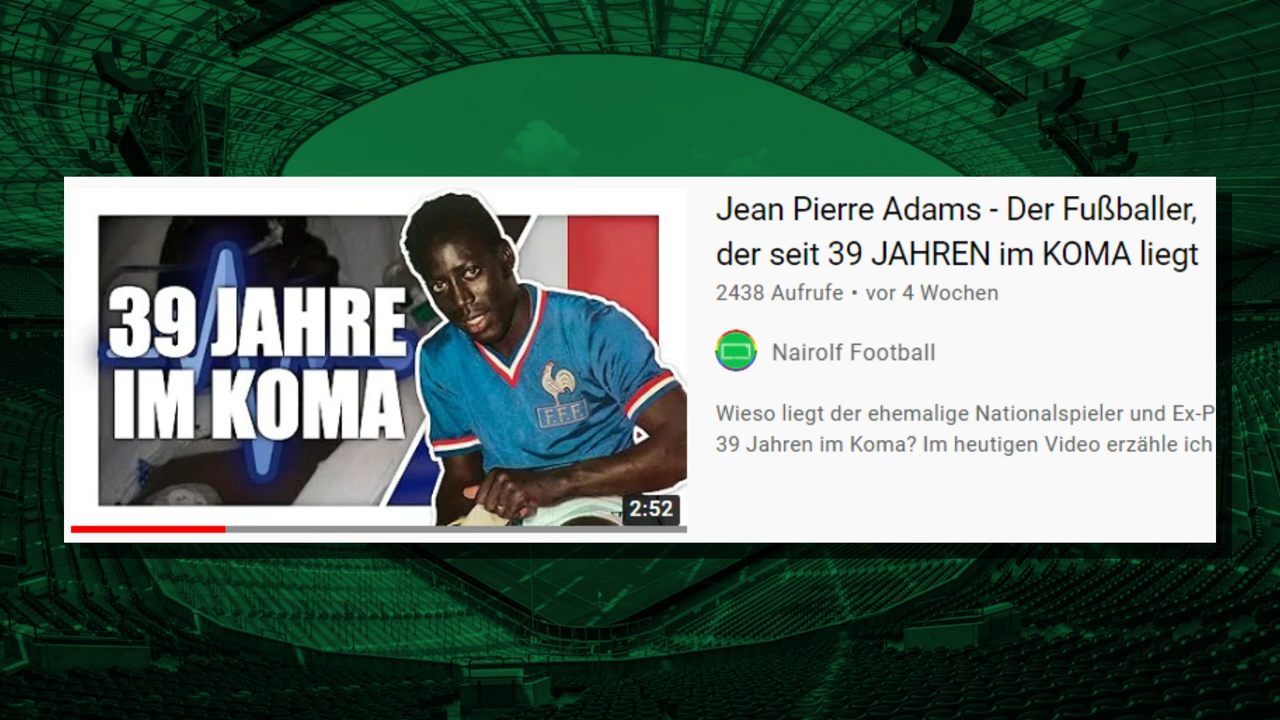 39 JAHRE
IM KOMA
F.F.F.
2:52
Jean Pierre Adams - Der Fußballer,
der seit 39 JAHREN im KOMA liegt
2438 Aufrufe • vor 4 Wochen
Nairolf Football
Wieso liegt der ehemalige Nationalspieler und Ex-P
39 Jahren im Koma? Im heutigen Video erzähle ich